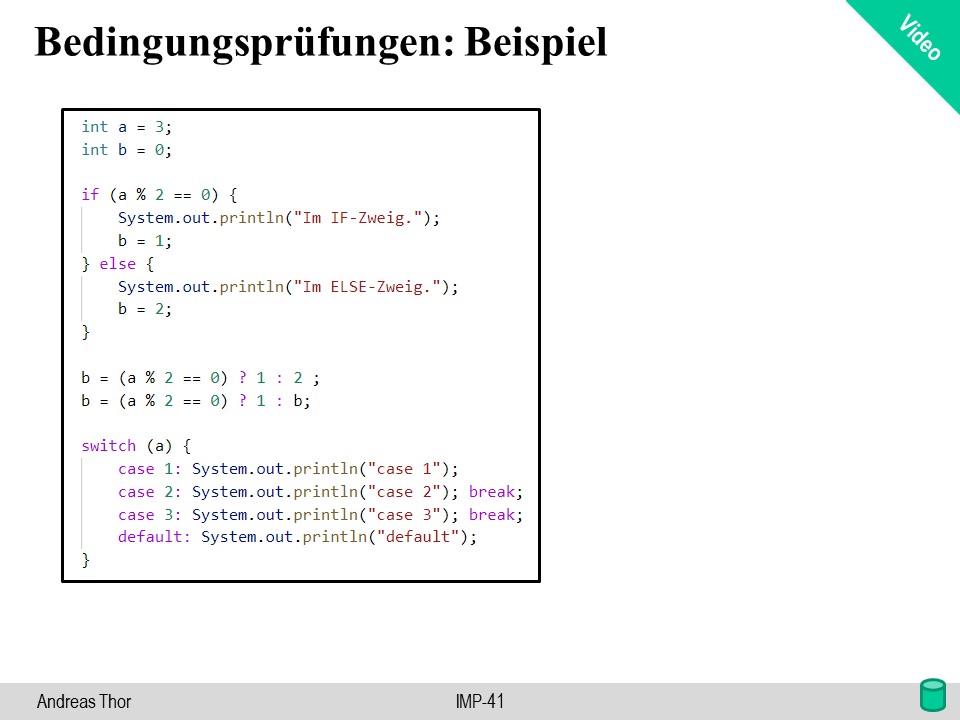 Bedingungsprüfungen: Beispiel
Video
int a = 3;
int b = 0;
if (a % 2 == 0) {
System.out.println("Im IF-Zweig.");
b = 1;
} else {
System.out.println("Im ELSE-Zweig.");
b = 2;
}
b = (a % 2 == 0) ? 1 : 2 ;
b = (a % 2 == 0) ? 1 : b;
switch (a) {
case 1: System.out.println("case 1");
case 2: System.out.println("case 2"); break;
case 3: System.out.println("case 3"); break;
default: System.out.println("default");
}
Andreas Thor
IMP-41